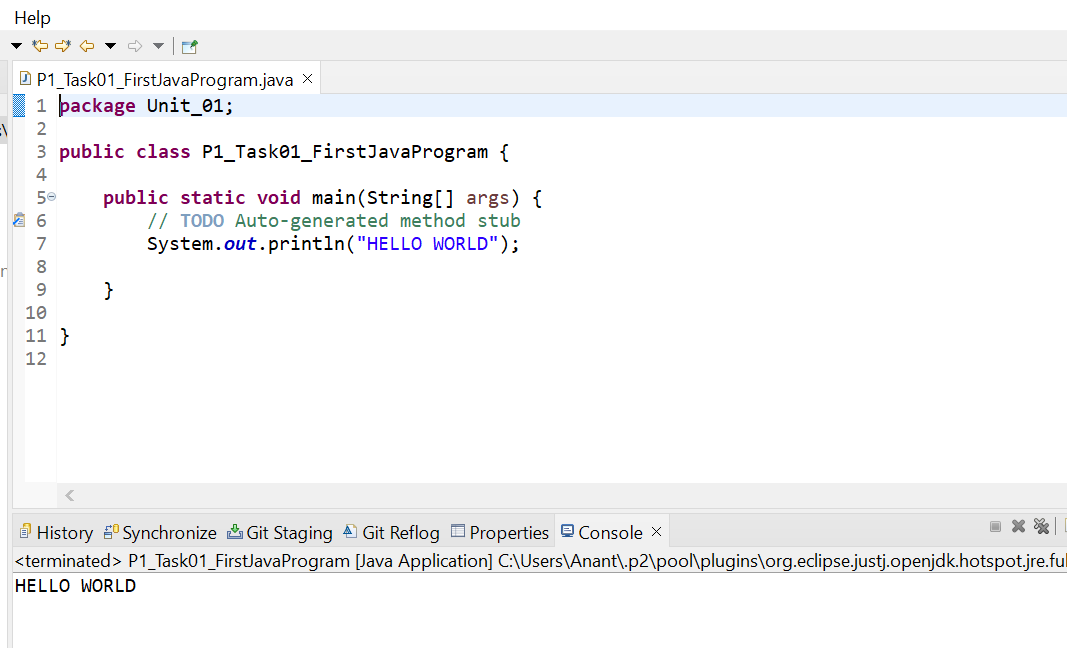 Help
P1_Task01_FirstJavaProgram.java
1 package Unit_01;
2
3 public class P1_Task01_FirstJavaProgram {
4
5 public static void main(String[] args) {
6 // TODO Auto-generated method stub
7 System.out.println("HELLO WORLD");
8
9 }
10
11 }
12
History Synchronize Git Staging Git Reflog Properties Console
<terminated> P1_Task01_FirstJavaProgram [Java Application] C:\Users\Anant\.p2\pool\plugins\org.eclipse.justj.openjdk.hotspot.jre.ful
HELLO WORLD